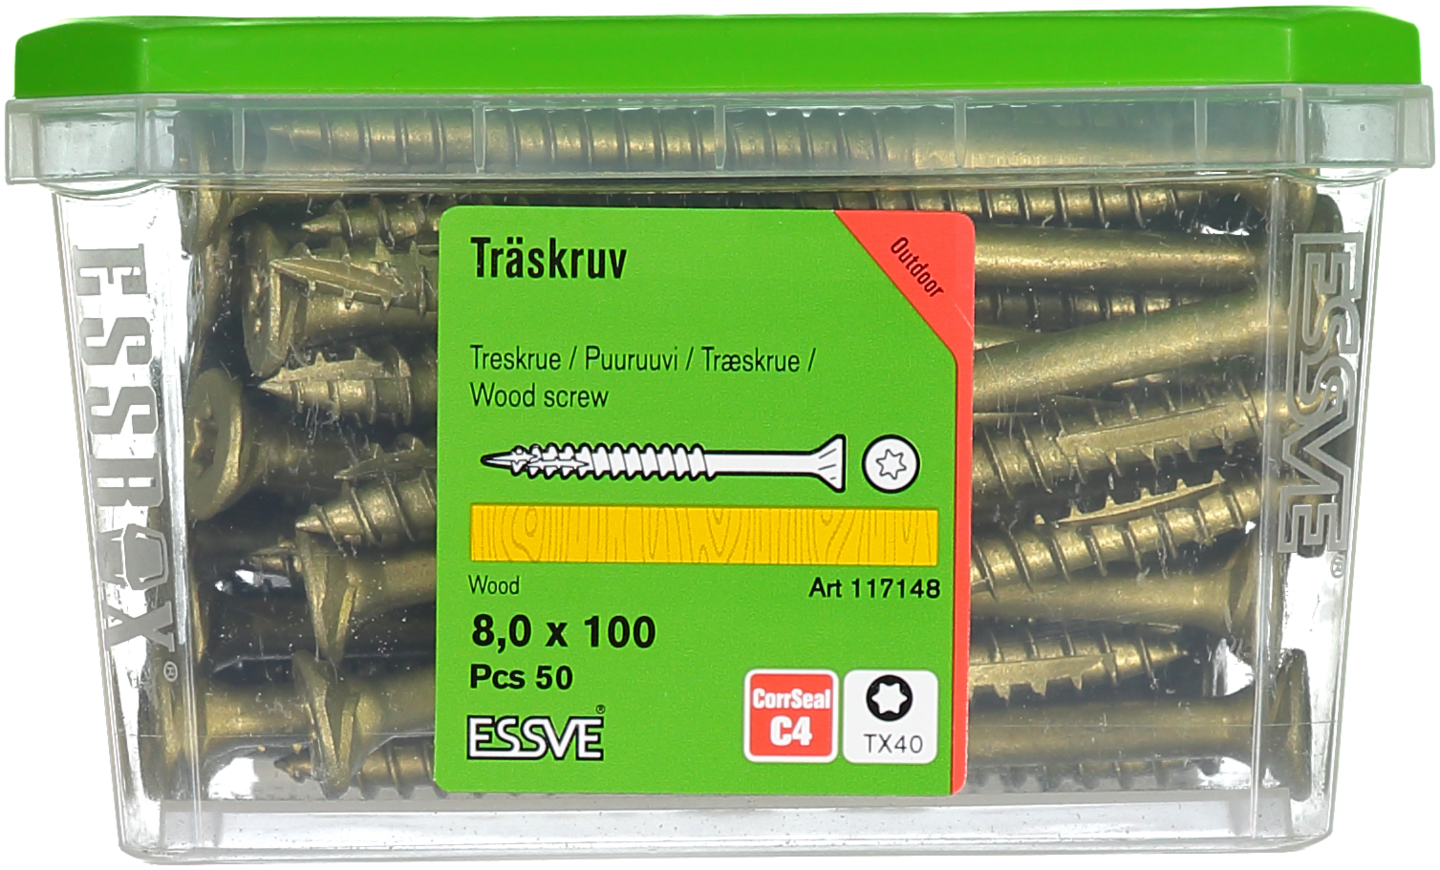 Träskruv
Outdoor
Treskrue / Puuruuvi / Træskrue /
Wood screw
Wood
Art 117148
8,0 x 100
Pcs 50
ESSVE®
CorrSeal
C4
TX40
ESSBOX®
ESSVE®